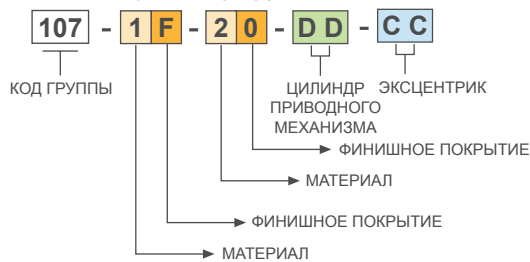 107 - 1 F - 2 0 - D D - C C
КОД ГРУППЫ
ЦИЛИНДР ПРИВОДНОГО МЕХАНИЗМА
ЭКСЦЕНТРИК
ФИНИШНОЕ ПОКРЫТИЕ
МАТЕРИАЛ
ФИНИШНОЕ ПОКРЫТИЕ
МАТЕРИАЛ